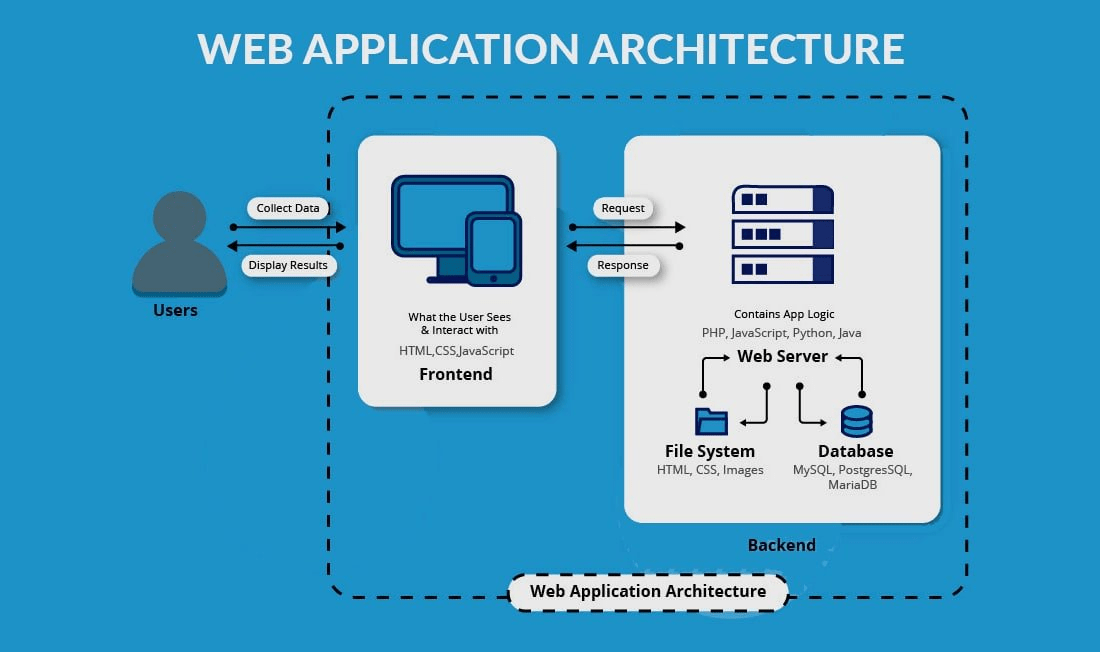 WEB APPLICATION ARCHITECTURE
Collect Data
Display Results
Users
What the User Sees
& Interact with
HTML,CSS,JavaScript
Frontend
Request
Response
Contains App Logic
PHP, JavaScript, Python, Java
Web Server
File System
HTML, CSS, Images
Database
MySQL, PostgresSQL,
MariaDB
Backend
Web Application Architecture